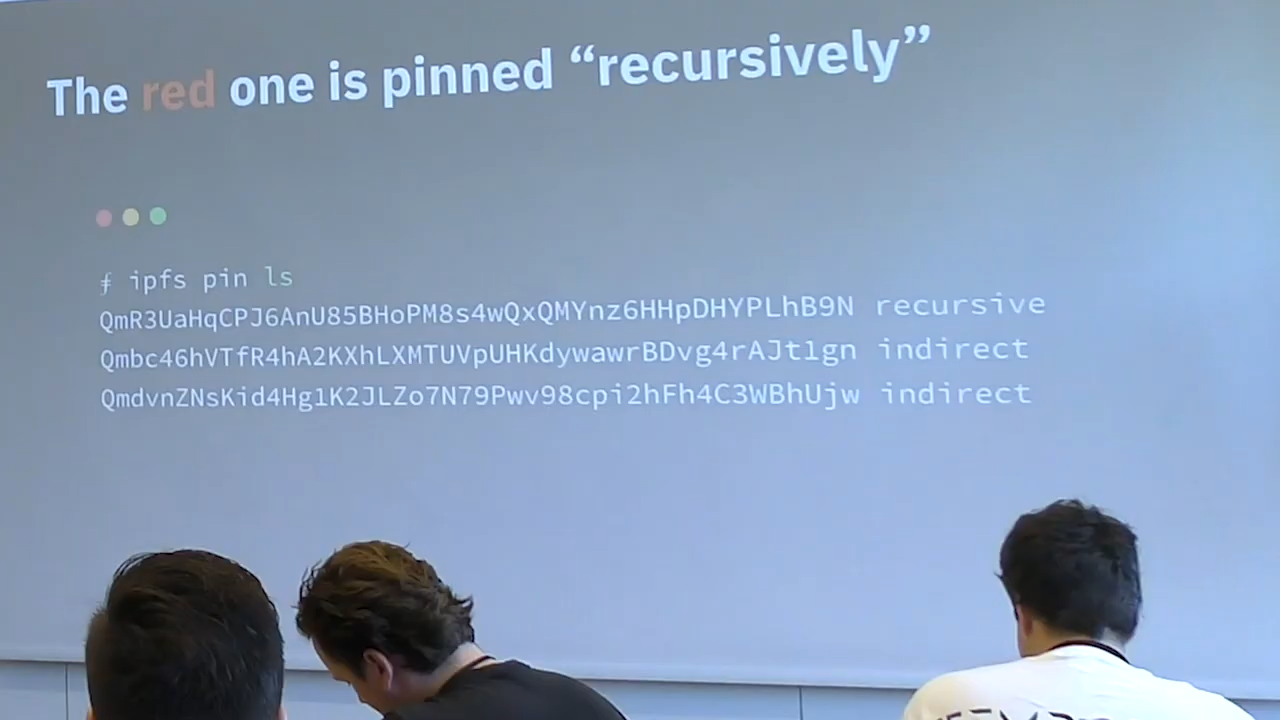 The red one is pinned “recursively”
⨍ ipfs pin ls
QmR3UaHqCPJ6AnU85BHoPM8s4wQxQMYnz6HHpDHYPLhB9N recursive
Qmbc46hVTfR4hA2KXhLXMTUVpUHKdywawrBDvg4rAJt1gn indirect
QmdvnZNsKid4Hg1K2JLZo7N79Pwv98cpi2hFh4C3WBhUjw indirect